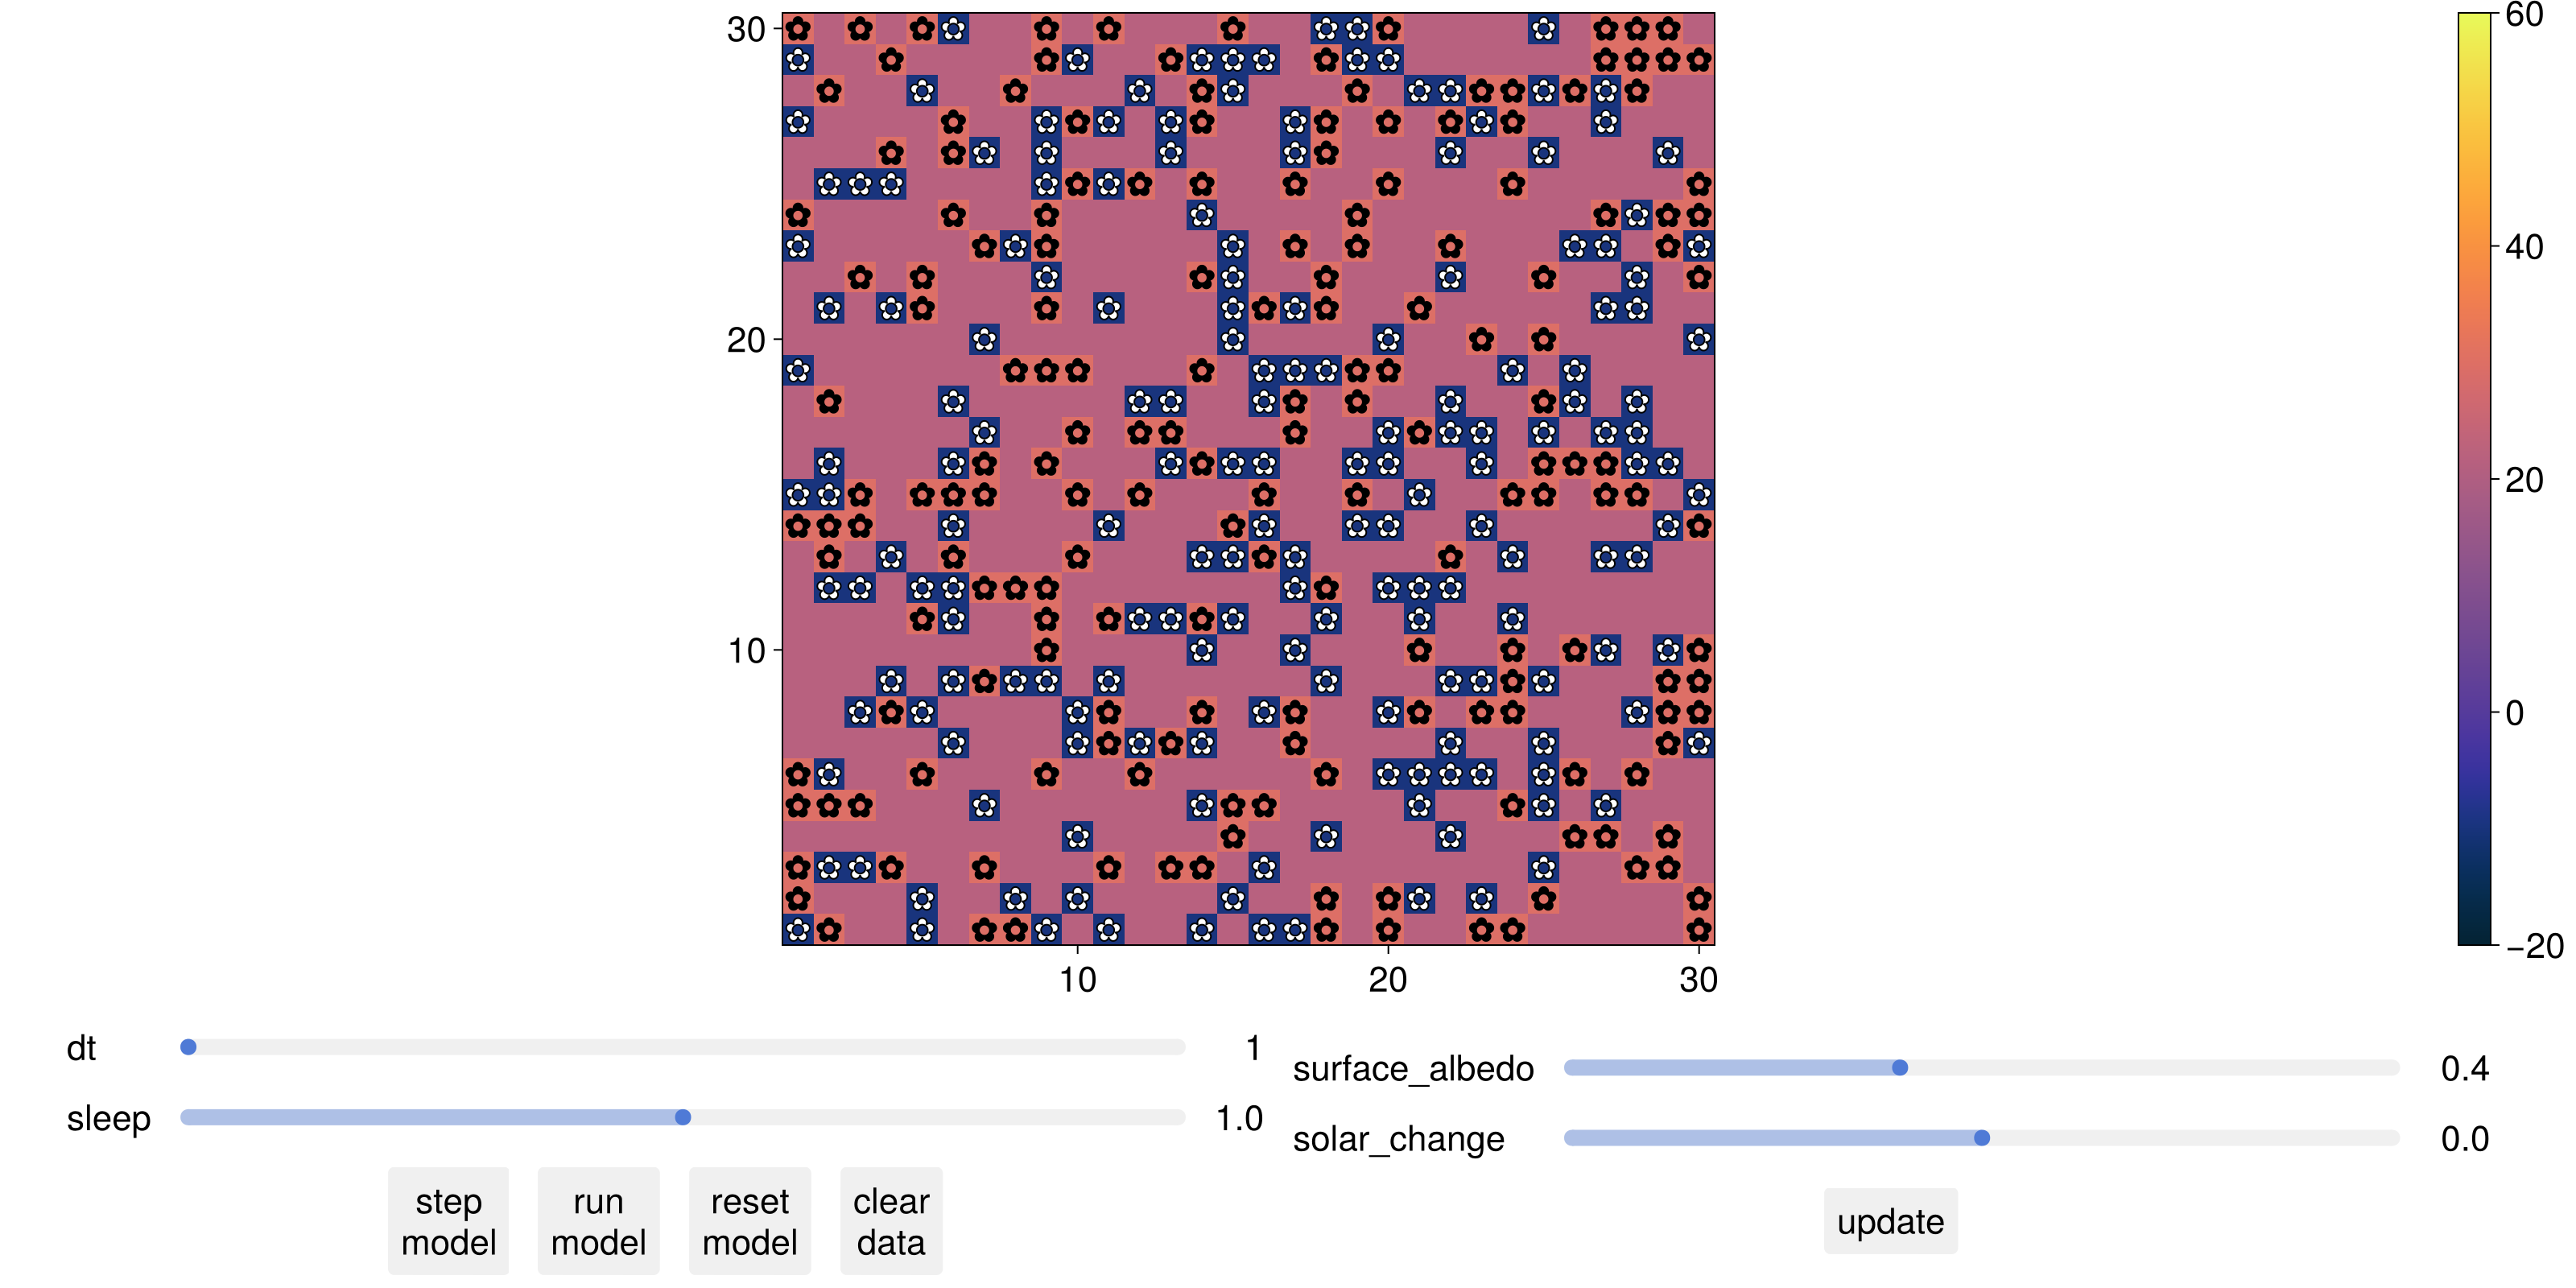 30
20
10
10
20
30
60
40
20
0
−20
dt
1
sleep
1.0
surface_albedo
0.4
solar_change
0.0
step
model
run
model
reset
model
clear
data
update